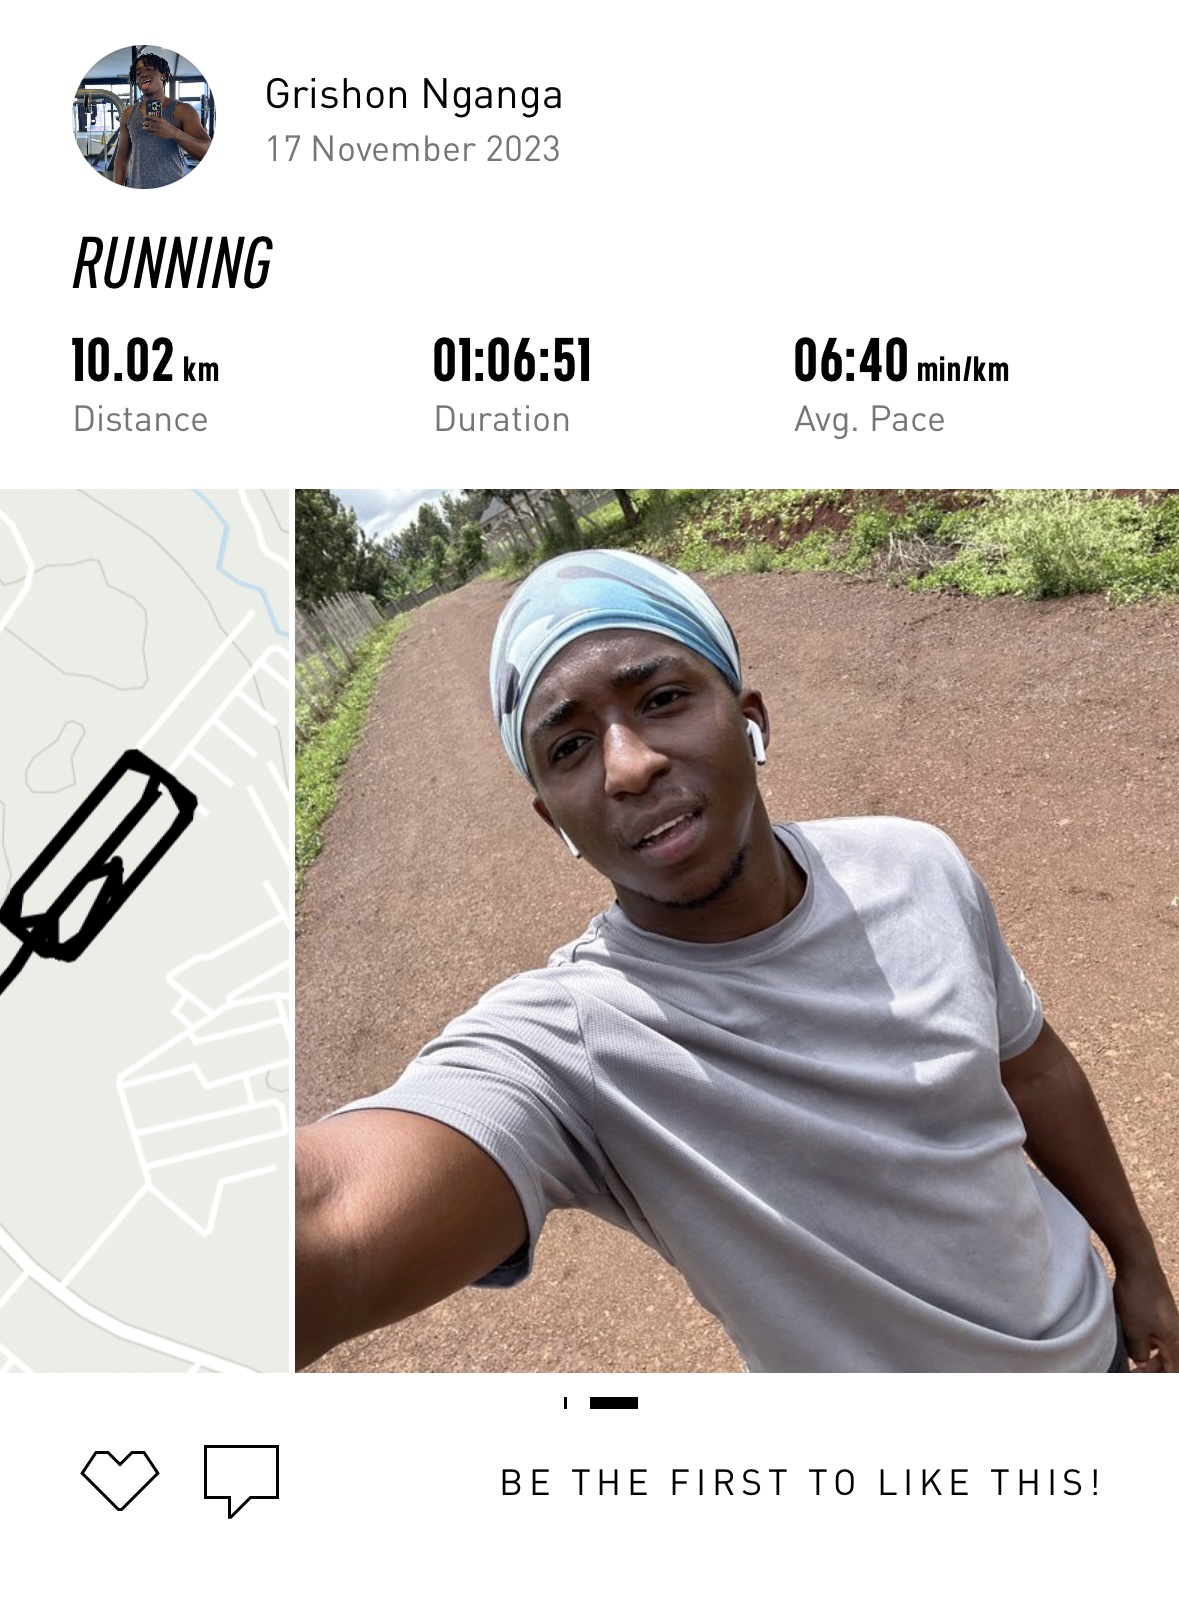 Grishon Nganga
17 November 2023
RUNNING
10.02 km
Distance
01:06:51
Duration
06:40 min/km
Avg. Pace
BE THE FIRST TO LIKE THIS!